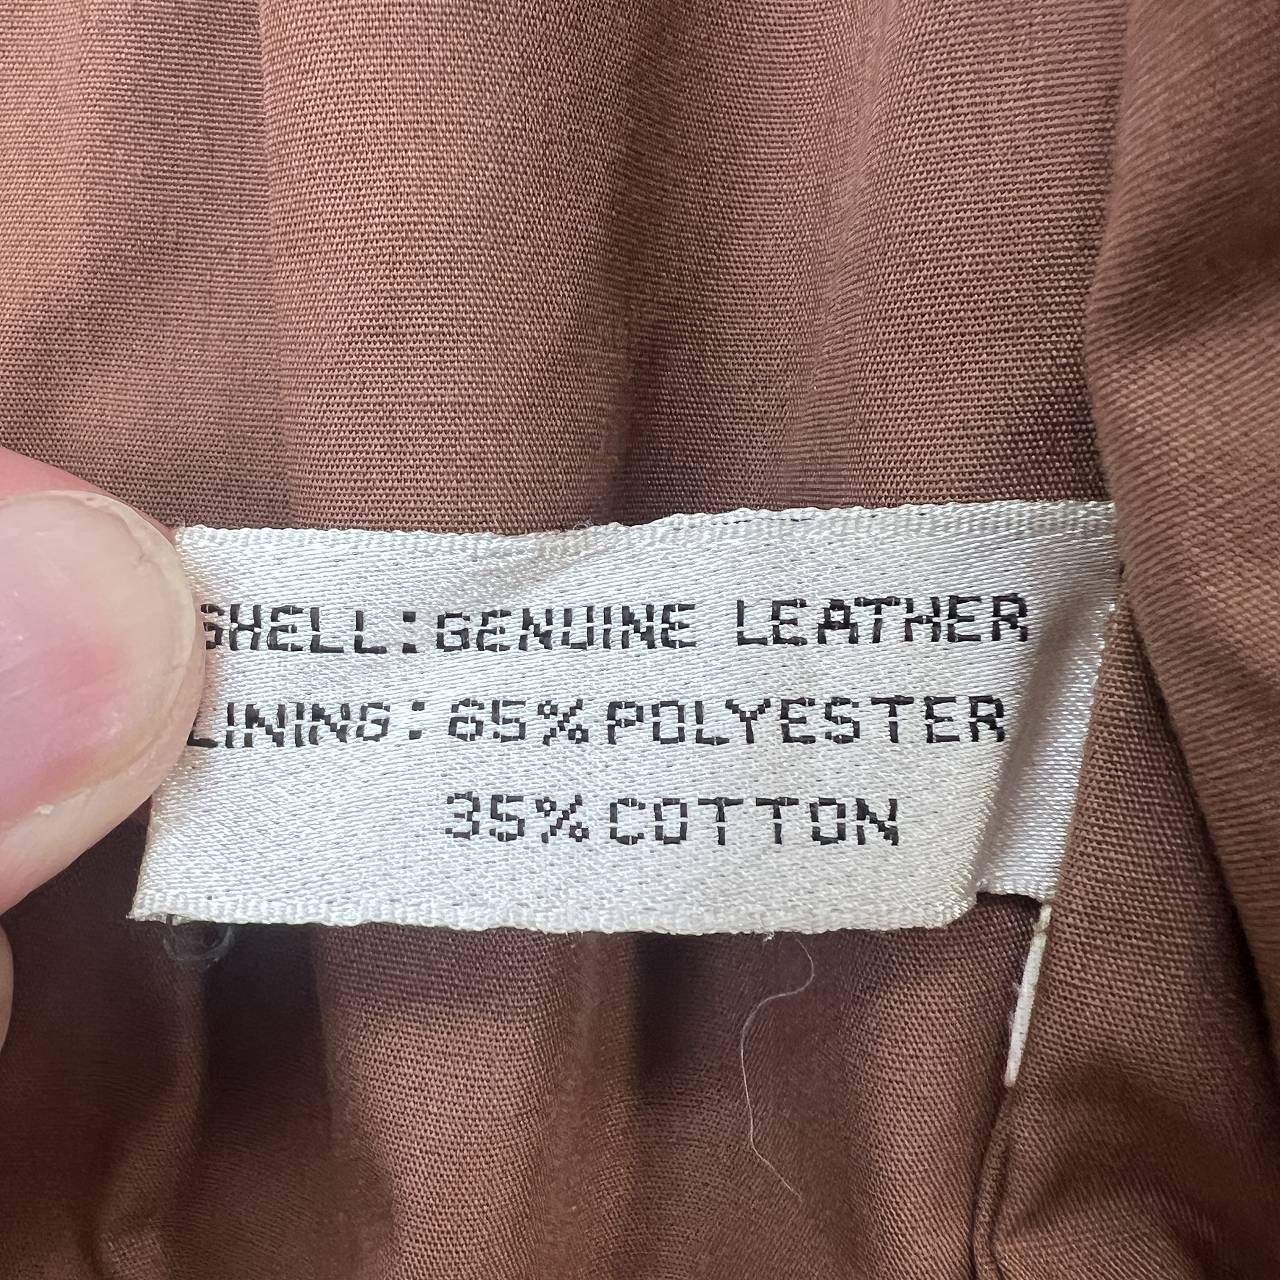 SHELL:GENUINE LEATHER
LINING:65%POLYESTER
35%COTTON